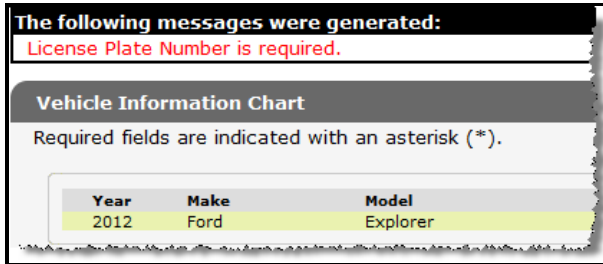 The following messages were generated:
License Plate Number is required.
Vehicle Information Chart
Required fields are indicated with an asterisk (*).
Year Make Model
2012 Ford Explorer